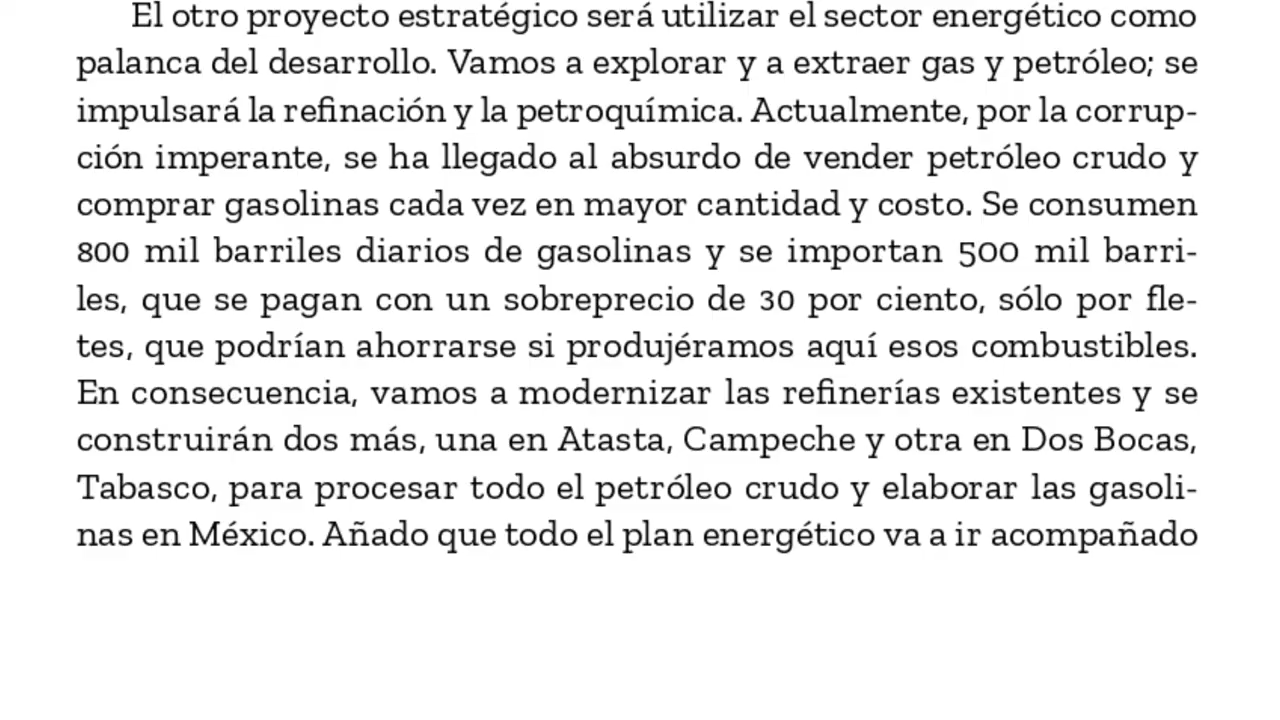 El otro proyecto estratégico será utilizar el sector energético como
palanca del desarrollo. Vamos a explorar y a extraer gas y petróleo; se
impulsará la refinación y la petroquímica. Actualmente, por la corrup-
ción imperante, se ha llegado al absurdo de vender petróleo crudo y
comprar gasolinas cada vez en mayor cantidad y costo. Se consumen
800 mil barriles diarios de gasolinas y se importan 500 mil barri-
les, que se pagan con un sobreprecio de 30 por ciento, sólo por fle-
tes, que podrían ahorrarse si produjéramos aquí esos combustibles.
En consecuencia, vamos a modernizar las refinerías existentes y se
construirán dos más, una en Atasta, Campeche y otra en Dos Bocas,
Tabasco, para procesar todo el petróleo crudo y elaborar las gasoli-
nas en México. Añado que todo el plan energético va a ir acompañado